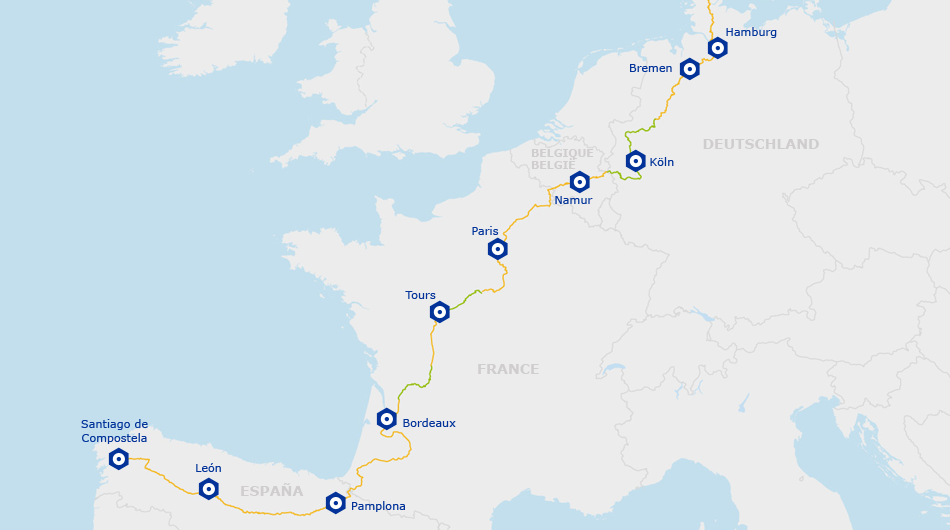 Hamburg
Bremen
DEUTSCHLAND
BELGIQUE
BELGIË
Köln
Namur
Paris
Tours
FRANCE
Santiago de
Compostela
Bordeaux
León
ESPAÑA
Pamplona